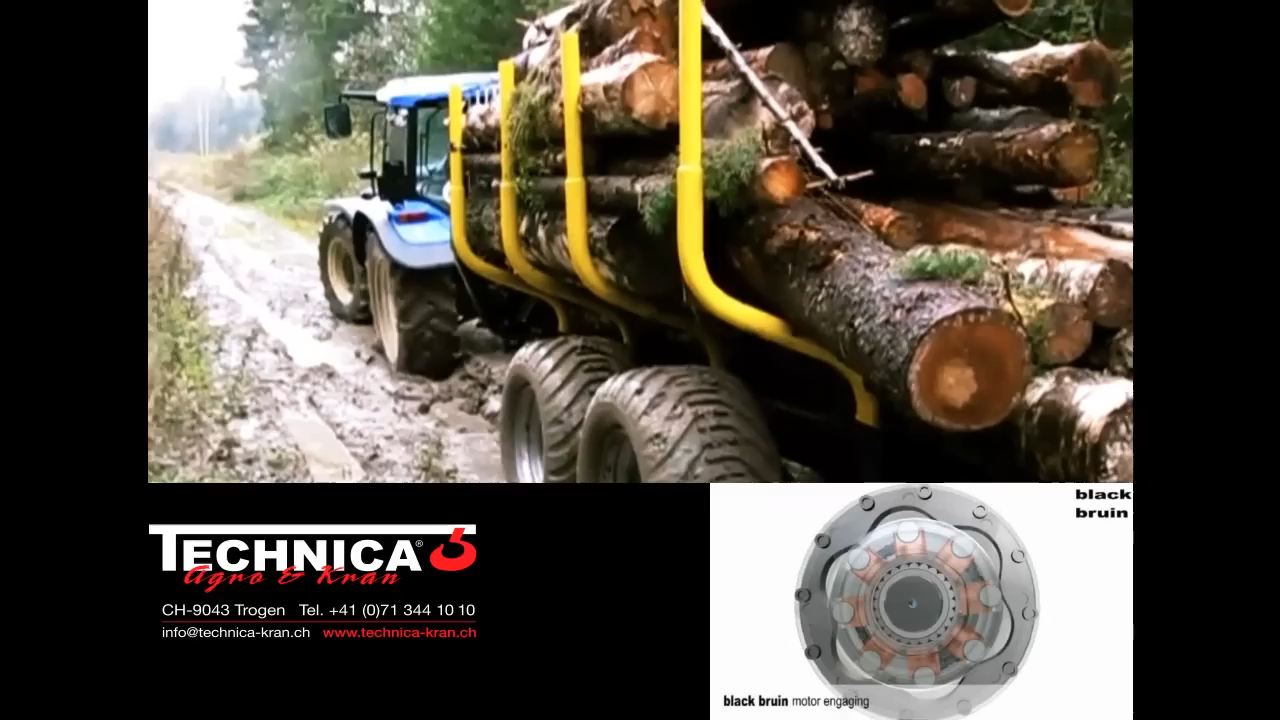 TECHNICA®
Agro & Kran
CH-9043 Trogen Tel. +41 (0)71 344 10 10
info@technica-kran.ch www.technica-kran.ch
black
bruin
black bruin motor engaging